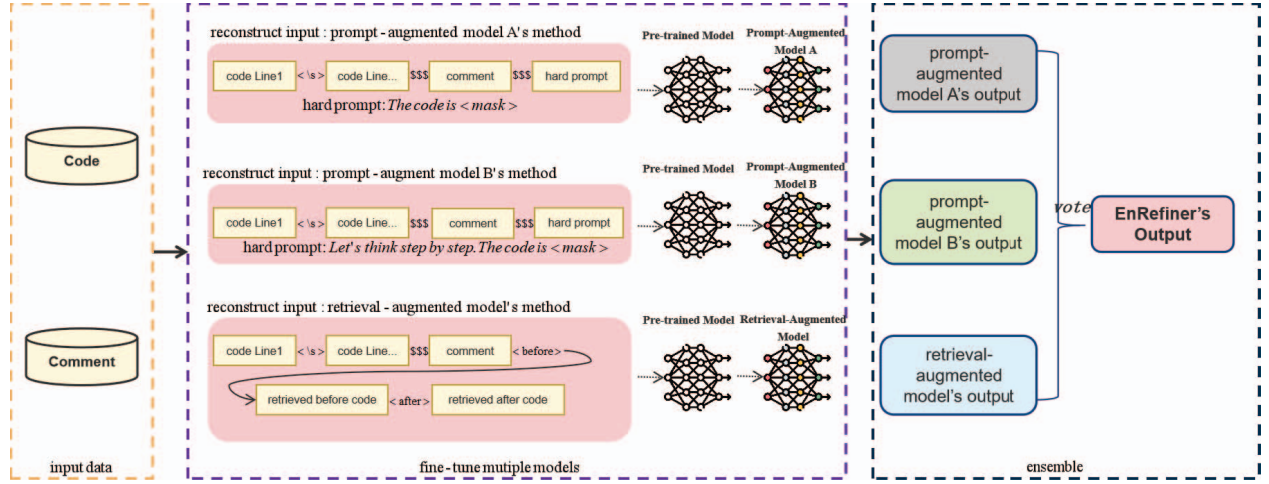 Code
Comment
input data
reconstruct input : prompt - augmented model A's method
code Line1 < \s > code Line... $$$ comment $$$ hard prompt
hard prompt: The code is < mask >
Pre-trained Model
Prompt-Augmented
Model A
reconstruct input : prompt - augment model B's method
code Line1 < \s > code Line... $$$ comment $$$ hard prompt
hard prompt: Let's think step by step. The code is < mask >
Pre-trained Model
Prompt-Augmented
Model B
reconstruct input : retrieval - augmented model's method
code Line1 < \s > code Line... $$$ comment < before >
retrieved before code < after > retrieved after code
Pre-trained Model
Retrieval-Augmented
Model
fine - tune mutiple models
prompt-
augmented
model A's output
prompt-
augmented
model B's output
retrieval-
augmented
model's output
vote
EnRefiner's
Output
ensemble